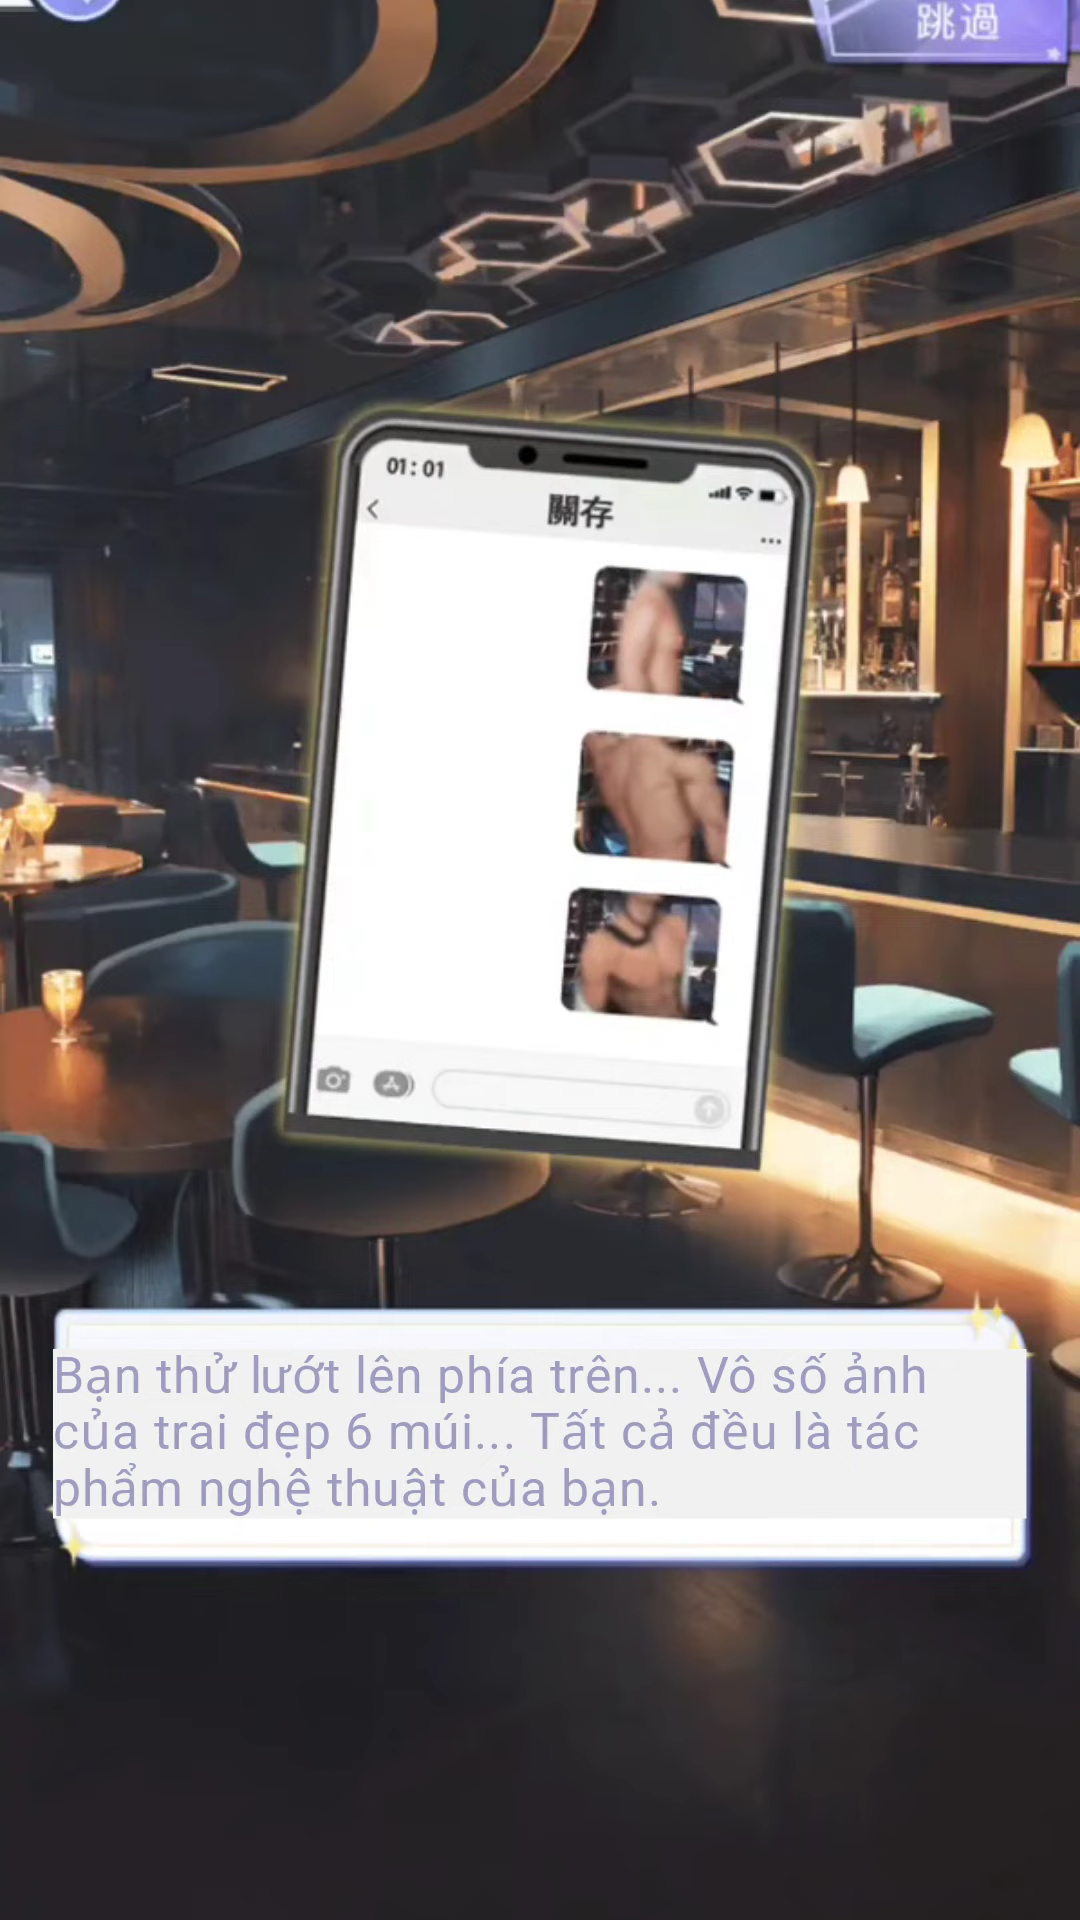 跳過
01:01
關存
Bạn thử lướt lên phía trên... Vô số ảnh
của trai đẹp 6 múi... Tất cả đều là tác
phẩm nghệ thuật của bạn.